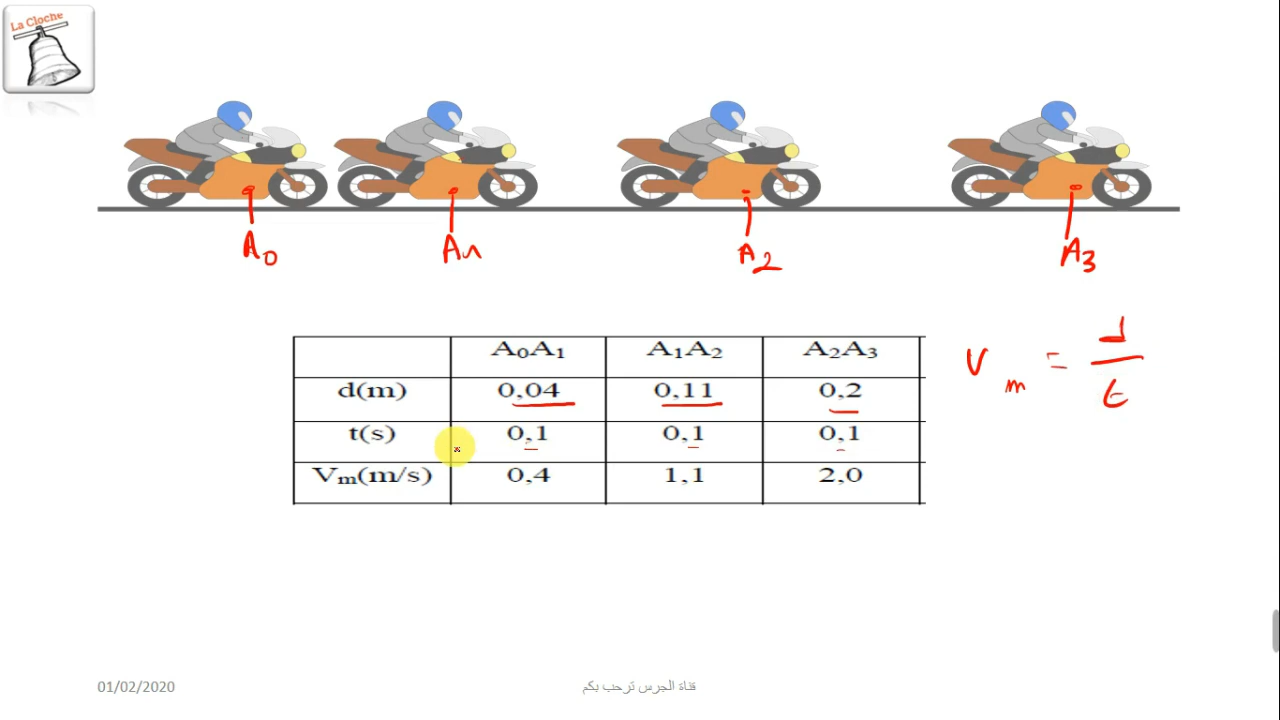 La Cloche
A0 A1 A2 A3
A₀A₁ A₁A₂ A₂A₃
d(m) 0,04 0,11 0,2
t(s) 0,1 0,1 0,1
Vm(m/s) 0,4 1,1 2,0
Vm = d/t
01/02/2020 قناة الجرس ترحب بكم